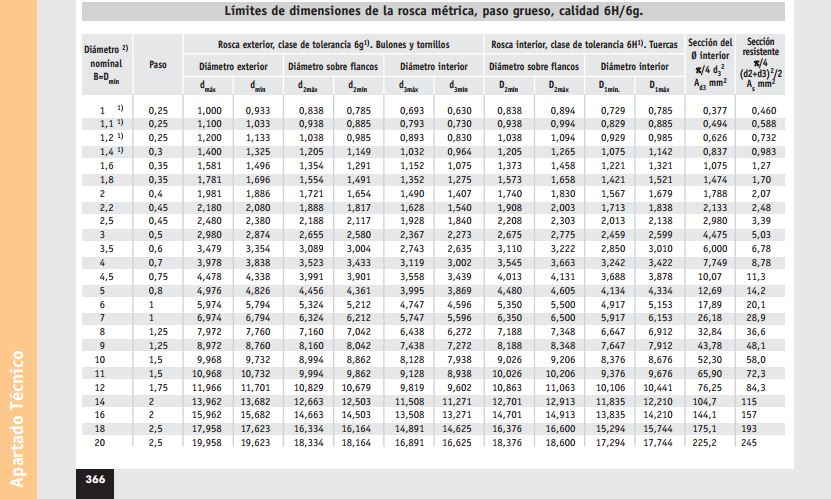 Límites de dimensiones de la rosca métrica, paso grueso, calidad 6H/6g.
Diámetro 2) nominal B=Dmin Paso Rosca exterior, clase de tolerancia 6g1). Bulones y tornillos Rosca interior, clase de tolerancia 6H1). Tuercas Sección del Ø interior π/4 d3² Ad3 mm² Sección resistente π/4 (d2+d3)²/2 As mm²
Diámetro exterior Diámetro sobre flancos Diámetro interior Diámetro sobre flancos Diámetro interior
dmáx dmin d2máx d2min d3máx d3min D2min D2máx D1min. D1máx
1 1) 0,25 1,000 0,933 0,838 0,785 0,693 0,630 0,838 0,894 0,729 0,785 0,377 0,460
1,1 1) 0,25 1,100 1,033 0,938 0,885 0,793 0,730 0,938 0,994 0,829 0,885 0,494 0,588
1,2 1) 0,25 1,200 1,133 1,038 0,985 0,893 0,830 1,038 1,094 0,929 0,985 0,626 0,732
1,4 1) 0,3 1,400 1,325 1,205 1,149 1,032 0,964 1,205 1,265 1,075 1,142 0,837 0,983
1,6 0,35 1,581 1,496 1,354 1,291 1,152 1,075 1,373 1,458 1,221 1,321 1,075 1,27
1,8 0,35 1,781 1,696 1,554 1,491 1,352 1,275 1,573 1,658 1,421 1,521 1,474 1,70
2 0,4 1,981 1,886 1,721 1,654 1,490 1,407 1,740 1,830 1,567 1,679 1,788 2,07
2,2 0,45 2,180 2,080 1,888 1,817 1,628 1,540 1,908 2,003 1,713 1,838 2,133 2,48
2,5 0,45 2,480 2,380 2,188 2,117 1,928 1,840 2,208 2,303 2,013 2,138 2,980 3,39
3 0,5 2,980 2,874 2,655 2,580 2,367 2,273 2,675 2,775 2,459 2,599 4,475 5,03
3,5 0,6 3,479 3,354 3,089 3,004 2,743 2,635 3,110 3,222 2,850 3,010 6,000 6,78
4 0,7 3,978 3,838 3,523 3,433 3,119 3,002 3,545 3,663 3,242 3,422 7,749 8,78
4,5 0,75 4,478 4,338 3,991 3,901 3,558 3,439 4,013 4,131 3,688 3,878 10,07 11,3
5 0,8 4,976 4,826 4,456 4,361 3,995 3,869 4,480 4,605 4,134 4,334 12,69 14,2
6 1 5,974 5,794 5,324 5,212 4,747 4,596 5,350 5,500 4,917 5,153 17,89 20,1
7 1 6,974 6,794 6,324 6,212 5,747 5,596 6,350 6,500 5,917 6,153 26,18 28,9
8 1,25 7,972 7,760 7,160 7,042 6,438 6,272 7,188 7,348 6,647 6,912 32,84 36,6
9 1,25 8,972 8,760 8,160 8,042 7,438 7,272 8,188 8,348 7,647 7,912 43,78 48,1
10 1,5 9,968 9,732 8,994 8,862 8,128 7,938 9,026 9,206 8,376 8,676 52,30 58,0
11 1,5 10,968 10,732 9,994 9,862 9,128 8,938 10,026 10,206 9,376 9,676 65,90 72,3
12 1,75 11,966 11,701 10,829 10,679 9,819 9,602 10,863 11,063 10,106 10,441 76,25 84,3
14 2 13,962 13,682 12,663 12,503 11,508 11,271 12,701 12,913 11,835 12,210 104,7 115
16 2 15,962 15,682 14,663 14,503 13,508 13,271 14,701 14,913 13,835 14,210 144,1 157
18 2,5 17,958 17,623 16,334 16,164 14,891 14,625 16,376 16,600 15,294 15,744 175,1 193
20 2,5 19,958 19,623 18,334 18,164 16,891 16,625 18,376 18,600 17,294 17,744 225,2 245
Apartado Técnico
366